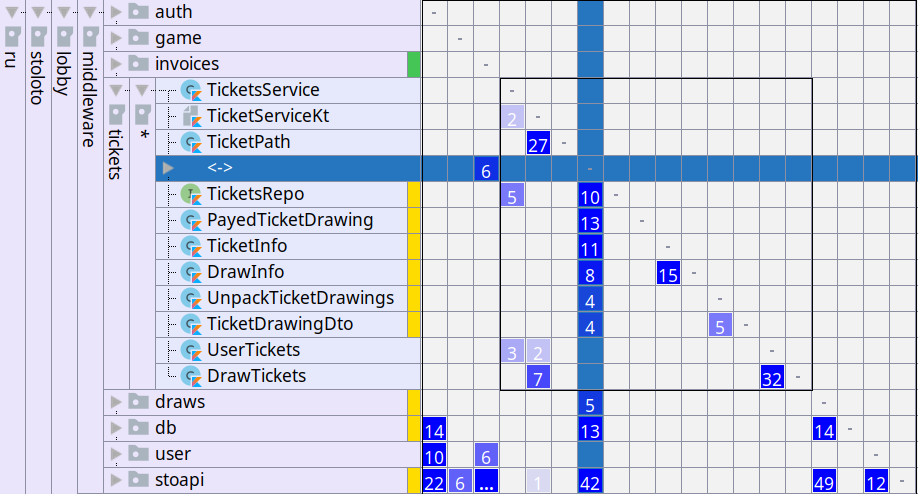 auth -
game -
invoices -
TicketsService -
TicketServiceKt 2 -
TicketPath 27 -
<-> 6 -
TicketsRepo 5 10 -
PayedTicketDrawing 13 -
TicketInfo 11 -
DrawInfo 8 15 -
UnpackTicketDrawings 4 -
TicketDrawingDto 4 5 -
UserTickets 3 2 -
DrawTickets 7 32 -
draws 5 -
db 14 13 14 -
user 10 6 -
stoapi 22 6 ... 1 42 49 12 -
ru
stoloto
lobby
middleware
tickets
*